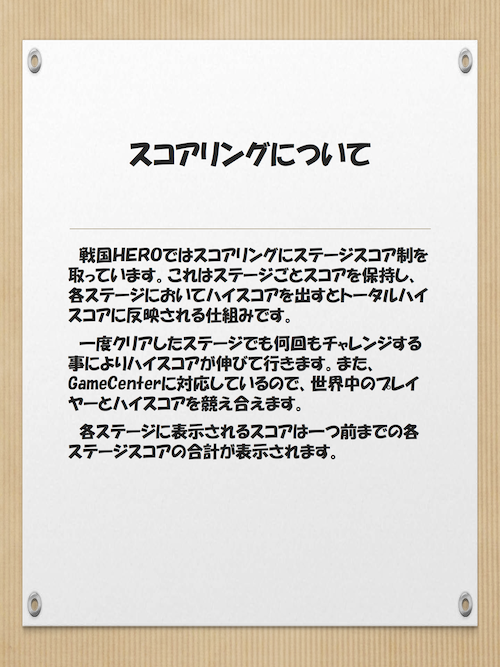 スコアリングについて
戦国HEROではスコアリングにステージスコア制を
取っています。これはステージごとスコアを保持し、
各ステージにおいてハイスコアを出すとトータルハイ
スコアに反映される仕組みです。
一度クリアしたステージでも何回もチャレンジする
事によりハイスコアが伸びて行きます。また、
GameCenterに対応しているので、世界中のプレイ
ヤーとハイスコアを競え合えます。
各ステージに表示されるスコアは一つ前までの各
ステージスコアの合計が表示されます。